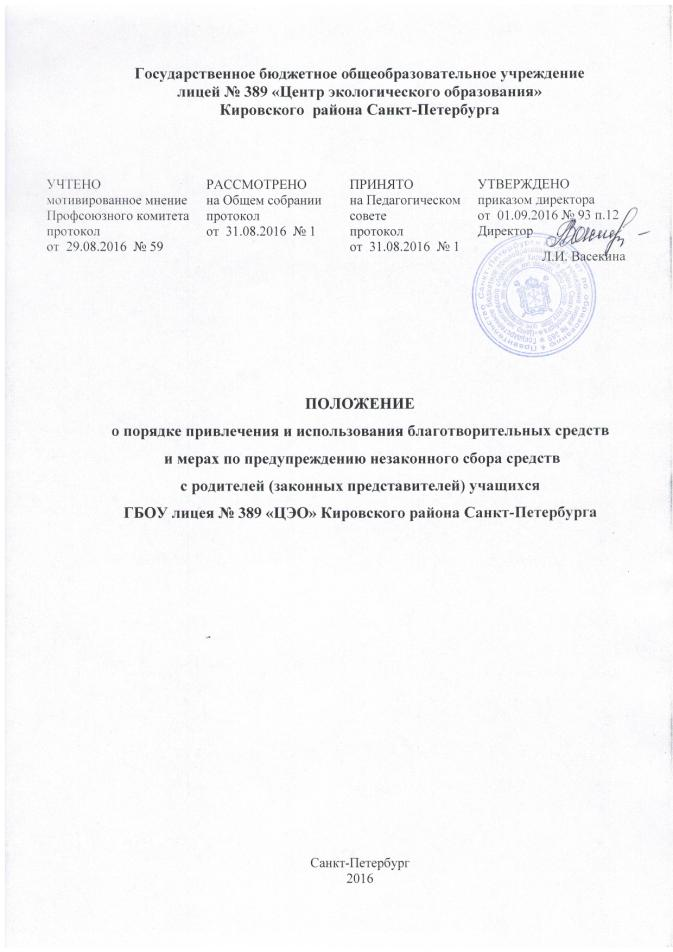 Государственное бюджетное общеобразовательное учреждение
лицей № 389 «Центр экологического образования»
Кировского района Санкт-Петербурга
УЧТЕНО
мотивированное мнение
Профсоюзного комитета
протокол
от 29.08.2016 № 59
РАССМОТРЕНО
на Общем собрании
протокол
от 31.08.2016 № 1
ПРИНЯТО
на Педагогическом
совете
протокол
от 31.08.2016 № 1
УТВЕРЖДЕНО
приказом директора
от 01.09.2016 № 93 п.12
Директор
Л.И. Васекина
ПОЛОЖЕНИЕ
о порядке привлечения и использования благотворительных средств
и мерах по предупреждению незаконного сбора средств
с родителей (законных представителей) учащихся
ГБОУ лицея № 389 «ЦЭО» Кировского района Санкт-Петербурга
Санкт-Петербург
2016